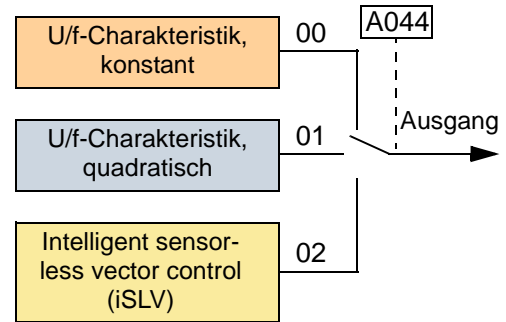 U/f-Charakteristik,
konstant
00
A044
U/f-Charakteristik,
quadratisch
01
Ausgang
Intelligent sensor-
less vector control
(iSLV)
02